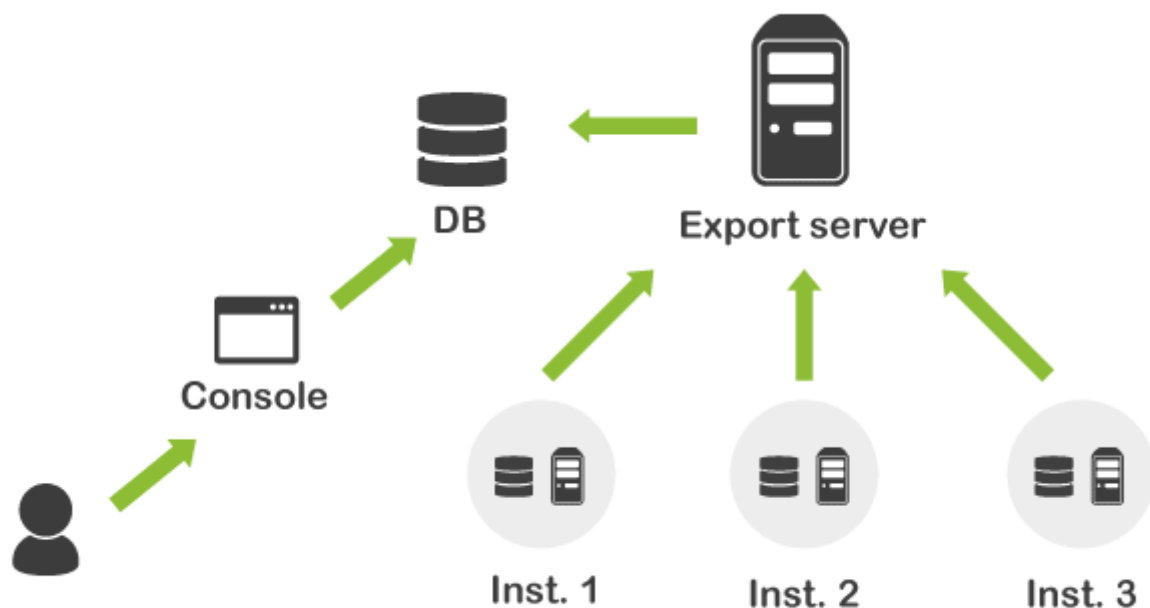 DB
Export server
Console
Inst. 1
Inst. 2
Inst. 3